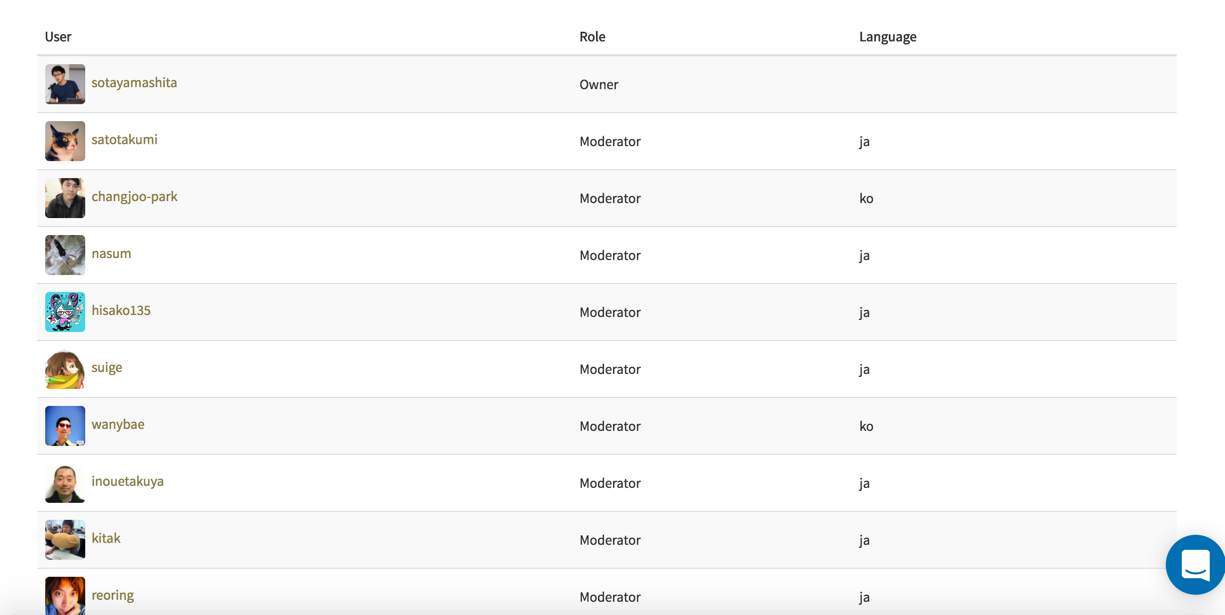 User Role Language
sotayamashita Owner
satotakumi Moderator ja
changjoo-park Moderator ko
nasum Moderator ja
hisako135 Moderator ja
suige Moderator ja
wanybae Moderator ko
inouetakuya Moderator ja
kitak Moderator ja
reoring Moderator ja